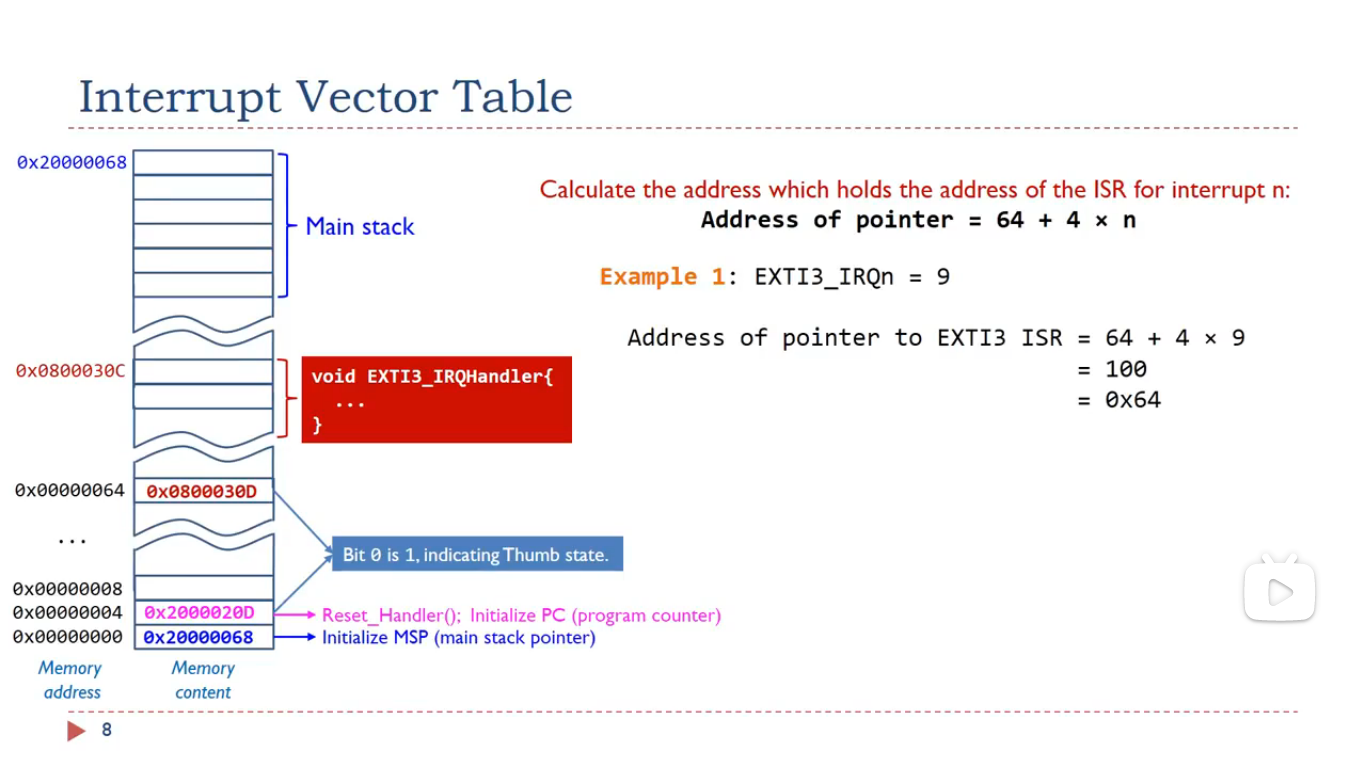 Interrupt Vector Table
0x20000068
Main stack
0x0800030C
void EXTI3_IRQHandler{
...
}
0x00000064
0x0800030D
...
Bit 0 is 1, indicating Thumb state.
0x00000008
0x00000004
0x2000020D
Reset_Handler(); Initialize PC (program counter)
0x00000000
0x20000068
Initialize MSP (main stack pointer)
Memory address
Memory content
Calculate the address which holds the address of the ISR for interrupt n:
Address of pointer = 64 + 4 × n
Example 1: EXTI3_IRQn = 9
Address of pointer to EXTI3 ISR = 64 + 4 × 9
= 100
= 0x64
8